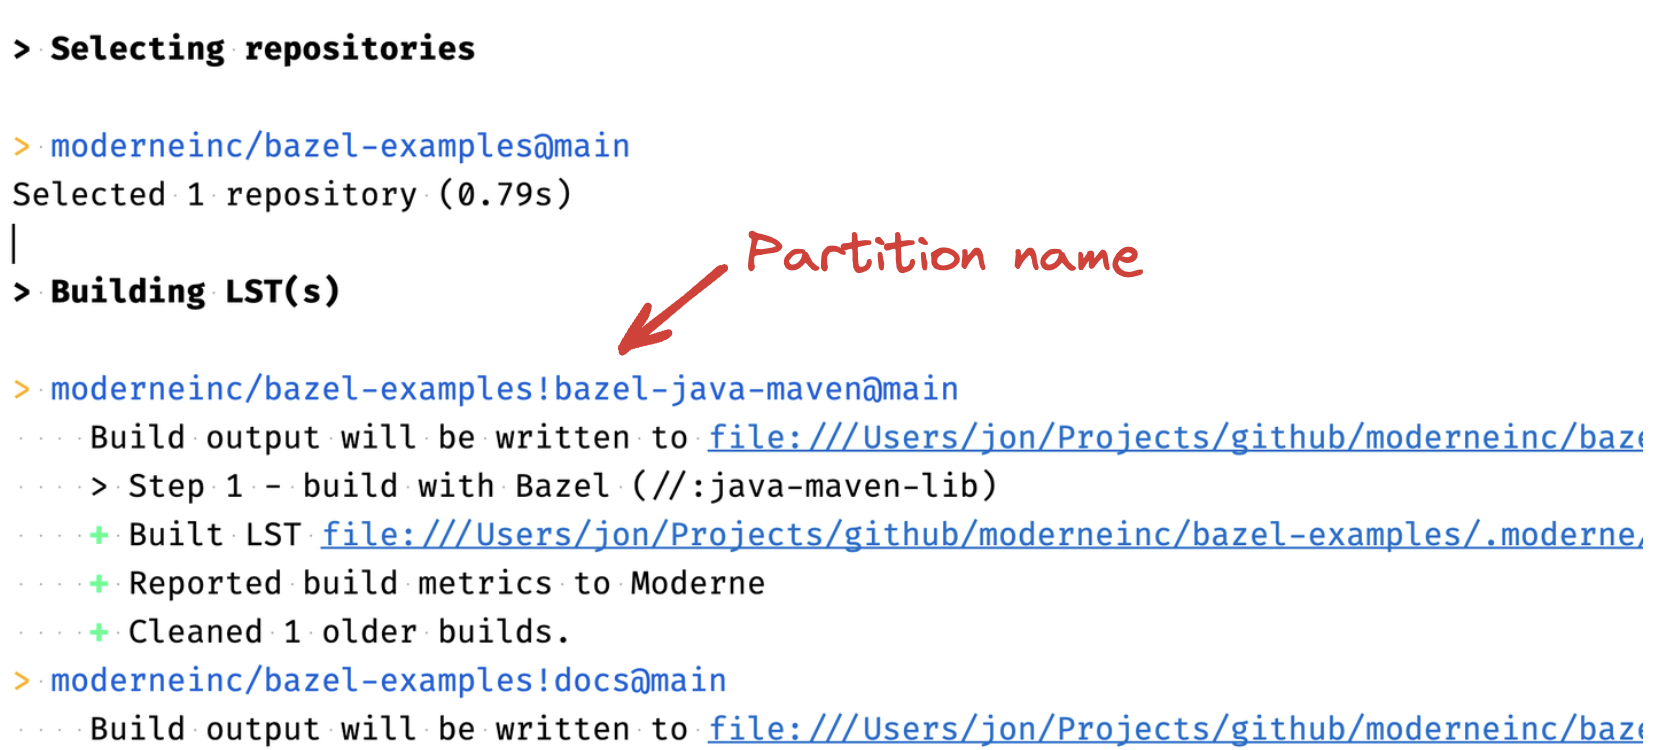 > Selecting repositories
> moderneinc/bazel-examples@main
Selected 1 repository (0.79s)
Partition name
> Building LST(s)
> moderneinc/bazel-examples!bazel-java-maven@main
Build output will be written to file:///Users/jon/Projects/github/moderneinc/baze
> Step 1 - build with Bazel (//:java-maven-lib)
+ Built LST file:///Users/jon/Projects/github/moderneinc/bazel-examples/.moderne/
+ Reported build metrics to Moderne
+ Cleaned 1 older builds.
> moderneinc/bazel-examples!docs@main
Build output will be written to file:///Users/jon/Projects/github/moderneinc/baze